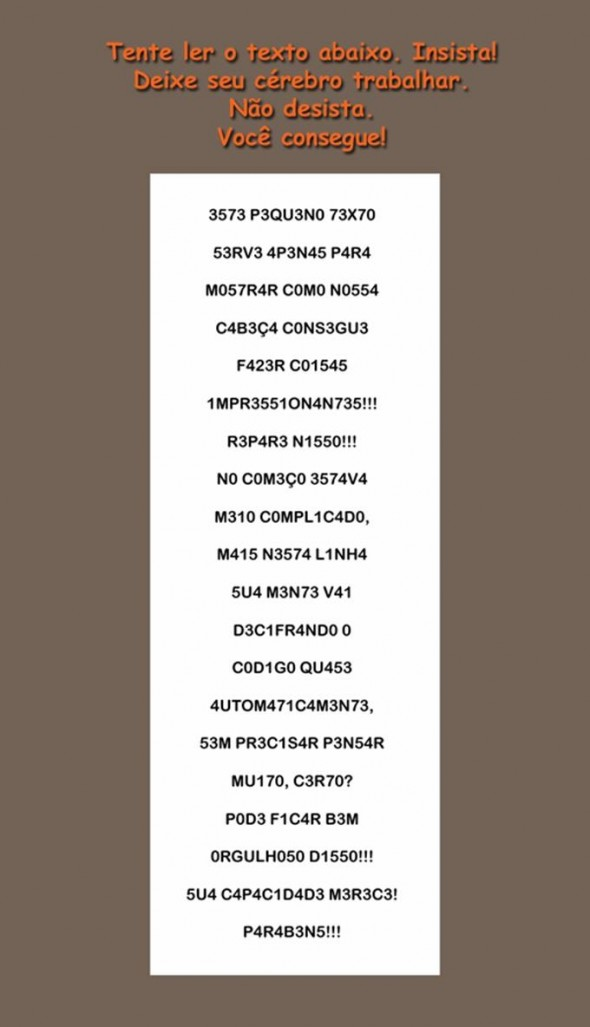 Tente ler o texto abaixo. Insista!
Deixe seu cérebro trabalhar.
Não desista.
Você consegue!
3573 P3QU3N0 73X70
53RV3 4P3N45 P4R4
M057R4R C0M0 N0554
C4B3Ç4 C0NS3GU3
F423R C01545
1MPR3551ON4N735!!!
R3P4R3 N1550!!!
N0 C0M3Ç0 3574V4
M310 C0MPL1C4D0,
M415 N3574 L1NH4
5U4 M3N73 V41
D3C1FR4ND0 0
C0D1G0 QU453
4UTOM471C4M3N73,
53M PR3C1S4R P3N54R
MU170, C3R70?
P0D3 F1C4R B3M
0RGULH050 D1550!!!
5U4 C4P4C1D4D3 M3R3C3!
P4R4B3N5!!!